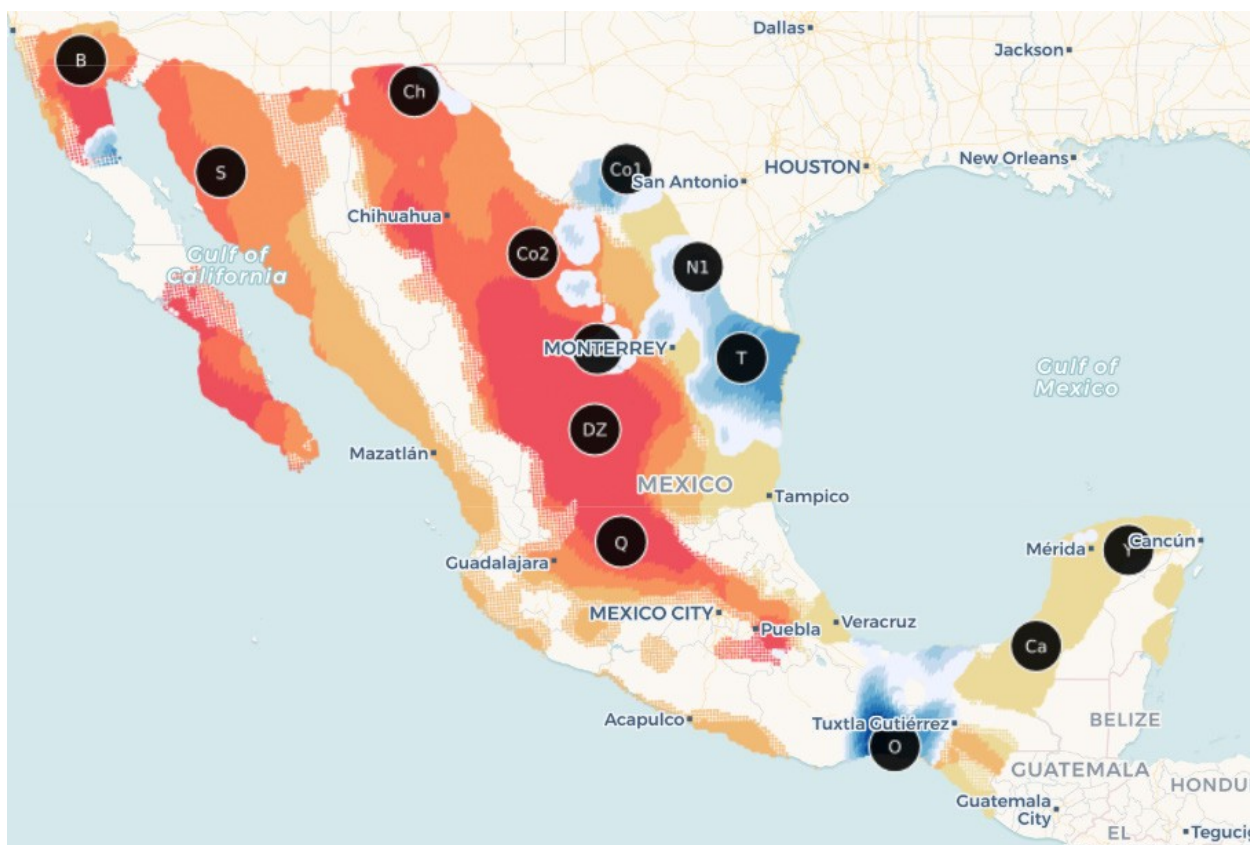 Dallas
Jackson
B
Ch
Co1
San Antonio
HOUSTON
New Orleans
S
Chihuahua
Gulf of
California
Co2
N1
MONTERREY
T
Gulf of
Mexico
DZ
Mazatlán
MEXICO
Tampico
Q
Guadalajara
Mérida
Y
Cancún
MEXICO CITY
Puebla
Veracruz
Ca
Acapulco
Tuxtla Gutiérrez
O
BELIZE
GUATEMALA
HONDU
Guatemala
City
EL
Tegucig